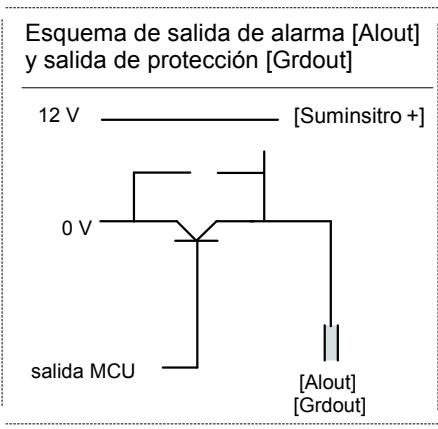 Esquema de salida de alarma [Alout]
y salida de protección [Grdout]
12 V
[Suminsitro +]
0 V
salida MCU
[Alout]
[Grdout]